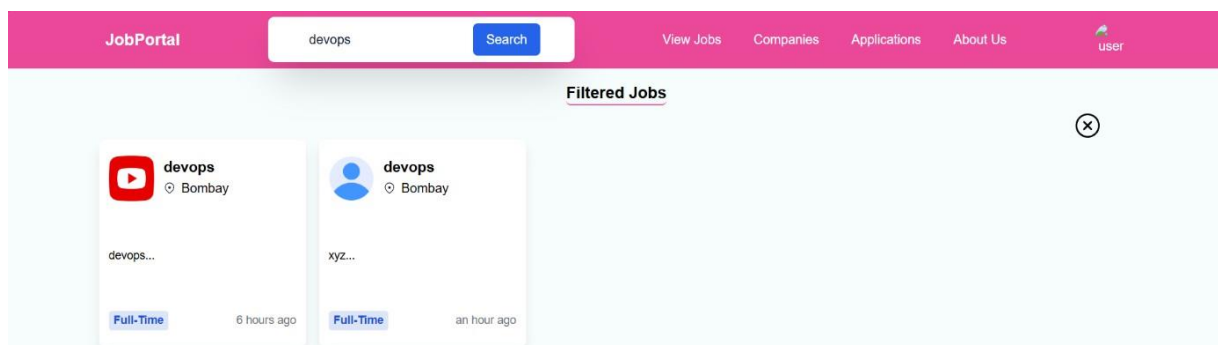 JobPortal
devops
Search
View Jobs
Companies
Applications
About Us
user
Filtered Jobs
devops
Bombay
devops...
Full-Time
6 hours ago
devops
Bombay
xyz...
Full-Time
an hour ago